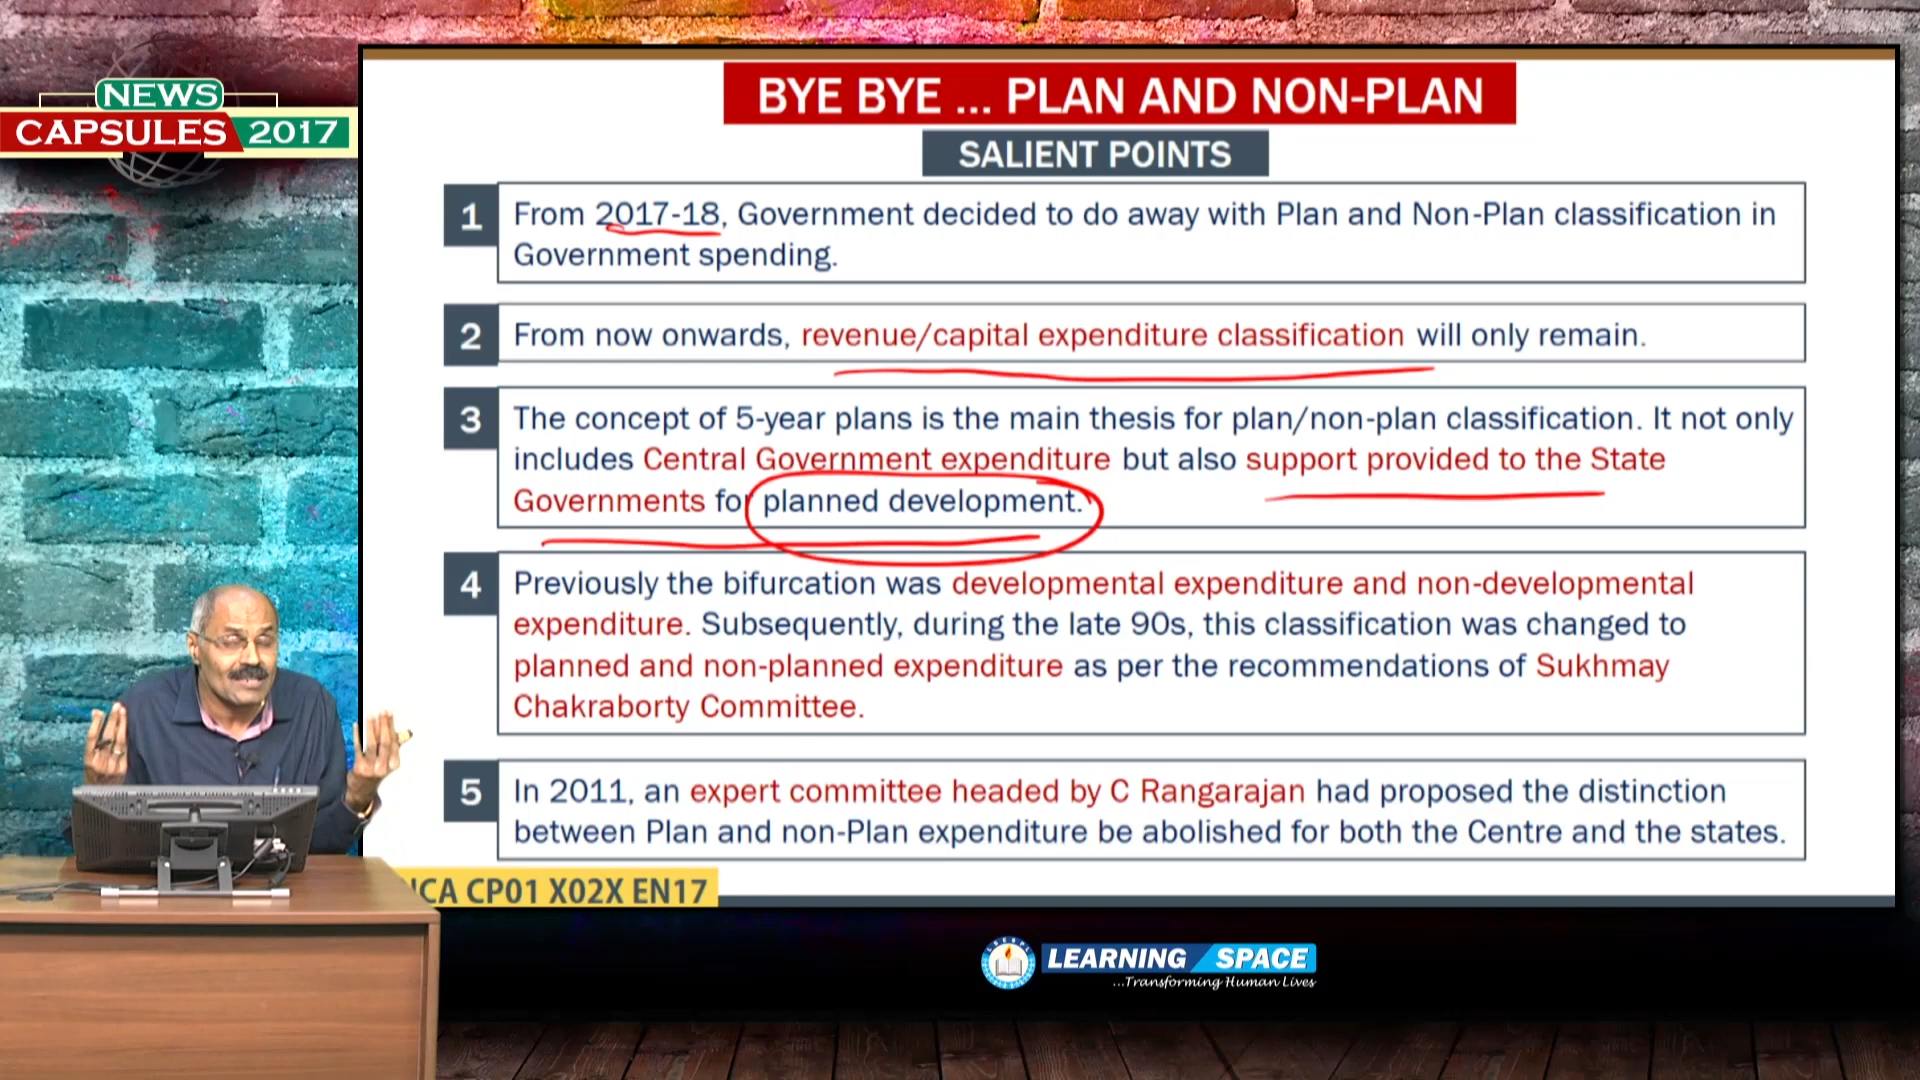 NEWS
CAPSULES 2017
BYE BYE ... PLAN AND NON-PLAN
SALIENT POINTS
1
From 2017-18, Government decided to do away with Plan and Non-Plan classification in
Government spending.
2
From now onwards, revenue/capital expenditure classification will only remain.
3
The concept of 5-year plans is the main thesis for plan/non-plan classification. It not only
includes Central Government expenditure but also support provided to the State
Governments for planned development.
4
Previously the bifurcation was developmental expenditure and non-developmental
expenditure. Subsequently, during the late 90s, this classification was changed to
planned and non-planned expenditure as per the recommendations of Sukhmay
Chakraborty Committee.
5
In 2011, an expert committee headed by C Rangarajan had proposed the distinction
between Plan and non-Plan expenditure be abolished for both the Centre and the states.
ICA CP01 X02X EN17
LEARNING SPACE
...Transforming Human Lives